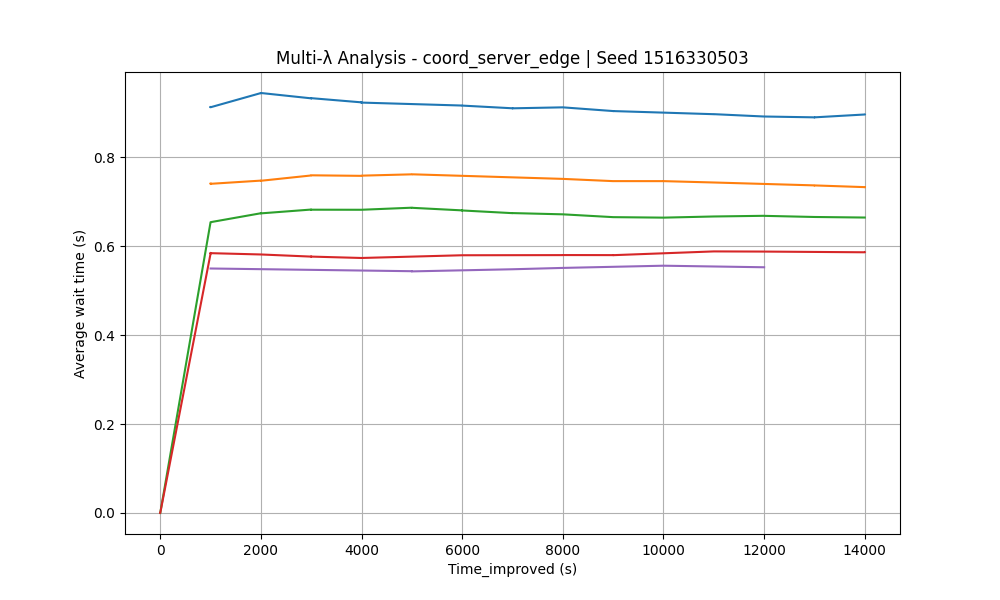 Multi-λ Analysis - coord_server_edge | Seed 1516330503
Average wait time (s)
0.8
0.6
0.4
0.2
0.0
0 2000 4000 6000 8000 10000 12000 14000
Time_improved (s)